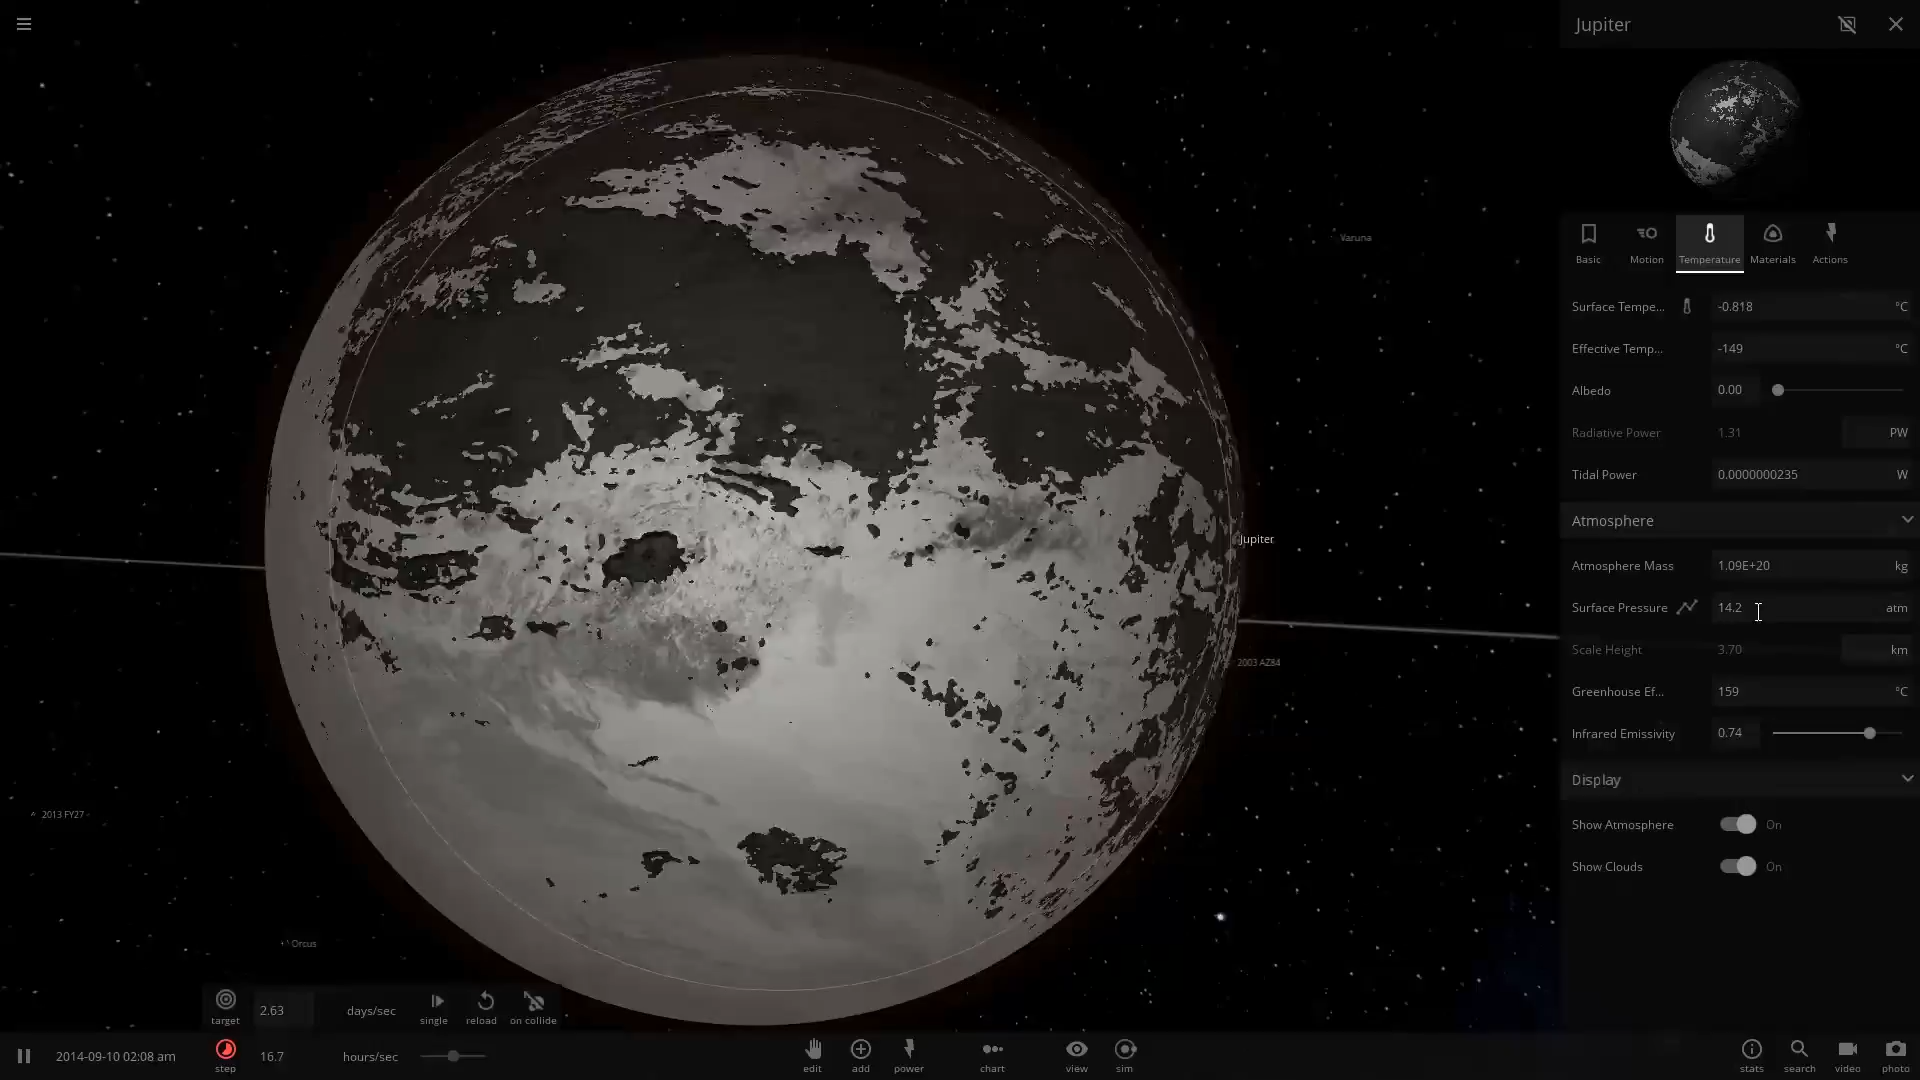 Jupiter
Basic
Motion
Temperature
Materials
Actions
Surface Tempe... -0.818 °C
Effective Temp... -149 °C
Albedo 0.00
Radiative Power 1.31 PW
Tidal Power 0.0000000235 W
Atmosphere
Atmosphere Mass 1.09E+20 kg
Surface Pressure 14.2 atm
Scale Height 3.70 km
Greenhouse Ef... 159 °C
Infrared Emissivity 0.74
Display
Show Atmosphere On
Show Clouds On
Varuna
Jupiter
2003 AZ84
2013 FY27
Orcus
target
2.63 days/sec
single
reload
on collide
2014-09-10 02:08 am
step
16.7 hours/sec
edit
add
power
chart
view
sim
stats
search
video
photo